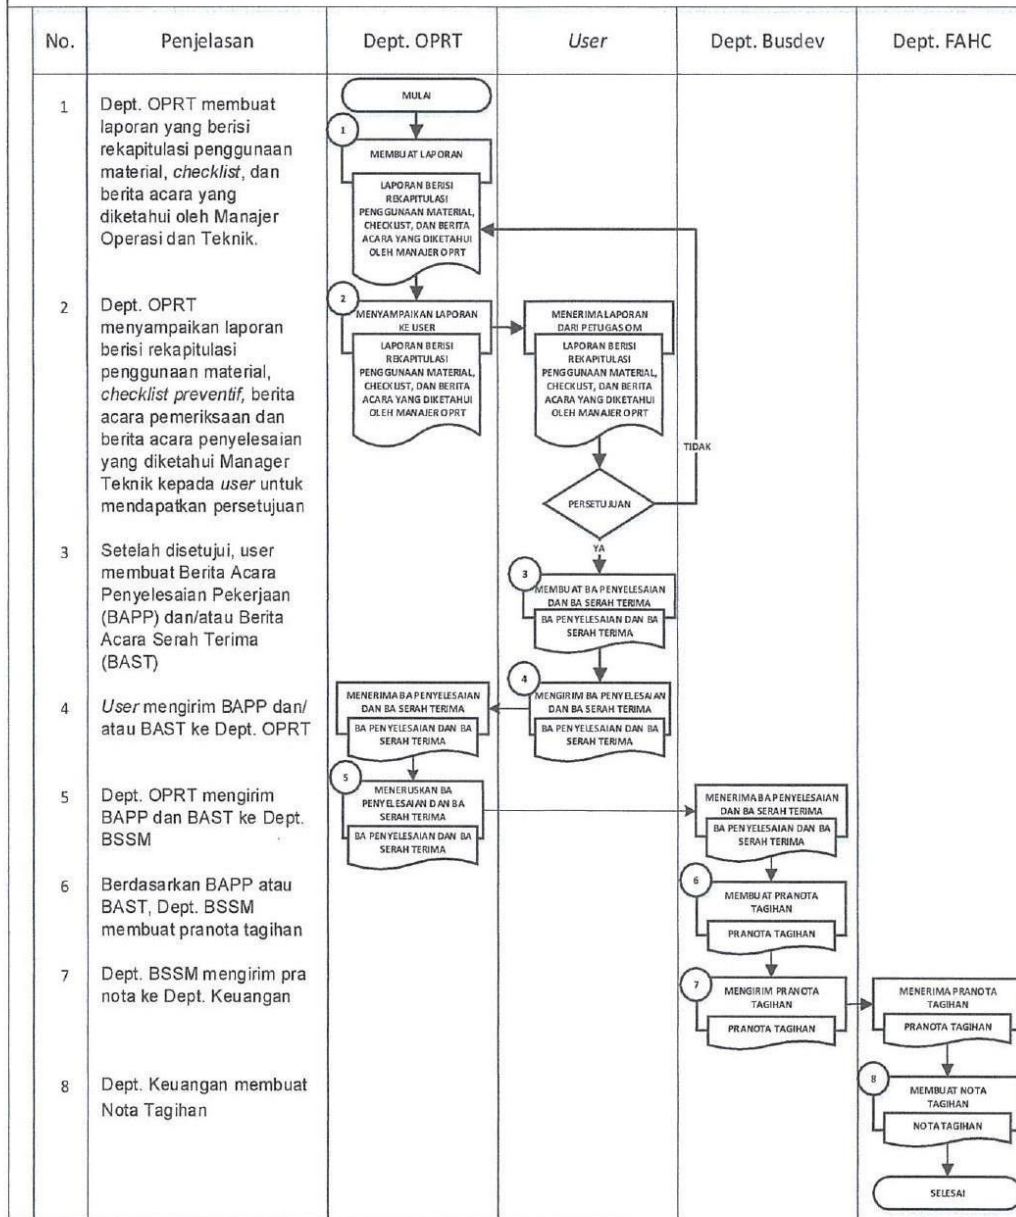 No.
Penjelasan
Dept. OPRT
User
Dept. Busdev
Dept. FAHC
1
Dept. OPRT membuat
laporan yang berisi
rekapitulasi penggunaan
material, checklist, dan
berita acara yang
diketahui oleh Manajer
Operasi dan Teknik.
MULAI
1
MEMBUAT LAPORAN
LAPORAN BERISI
REKAPITULASI
PENGGUNAAN MATERIAL,
CHECKLIST, DAN BERITA
ACARA YANG DIKETAHUI
OLEH MANAJER OPRT
2
Dept. OPRT
menyampaikan laporan
berisi rekapitulasi
penggunaan material,
checklist preventif, berita
acara pemeriksaan dan
berita acara penyelesaian
yang diketahui Manager
Teknik kepada user untuk
mendapatkan persetujuan
2
MENYAMPAIKAN LAPORAN
KE USER
LAPORAN BERISI
REKAPITULASI
PENGGUNAAN MATERIAL,
CHECKLIST, DAN BERITA
ACARA YANG DIKETAHUI
OLEH MANAJER OPRT
MENERIMA LAPORAN
DARI PETUGAS OM
LAPORAN BERISI
REKAPITULASI
PENGGUNAAN MATERIAL,
CHECKLIST, DAN BERITA
ACARA YANG DIKETAHUI
OLEH MANAJER OPRT
TIDAK
PERSETUJUAN
YA
3
Setelah disetujui, user
membuat Berita Acara
Penyelesaian Pekerjaan
(BAPP) dan/atau Berita
Acara Serah Terima
(BAST)
3
MEMBUAT BA PENYELESAIAN
DAN BA SERAH TERIMA
BA PENYELESAIAN DAN BA
SERAH TERIMA
4
User mengirim BAPP dan/
atau BAST ke Dept. OPRT
MENERIMA BA PENYELESAIAN
DAN BA SERAH TERIMA
BA PENYELESAIAN DAN BA
SERAH TERIMA
4
MENGIRIM BA PENYELESAIAN
DAN BA SERAH TERIMA
BA PENYELESAIAN DAN BA
SERAH TERIMA
5
Dept. OPRT mengirim
BAPP dan BAST ke Dept.
BSSM
5
MENERUSKAN BA
PENYELESAIAN DAN BA
SERAH TERIMA
BA PENYELESAIAN DAN BA
SERAH TERIMA
MENERIMA BA PENYELESAIAN
DAN BA SERAH TERIMA
BA PENYELESAIAN DAN BA
SERAH TERIMA
6
Berdasarkan BAPP atau
BAST, Dept. BSSM
membuat pranota tagihan
6
MEMBUAT PRANOTA
TAGIHAN
PRANOTA TAGIHAN
7
Dept. BSSM mengirim pra
nota ke Dept. Keuangan
7
MENGIRIM PRANOTA
TAGIHAN
PRANOTA TAGIHAN
MENERIMA PRANOTA
TAGIHAN
PRANOTA TAGIHAN
8
Dept. Keuangan membuat
Nota Tagihan
8
MEMBUAT NOTA
TAGIHAN
NOTA TAGIHAN
SELESAI